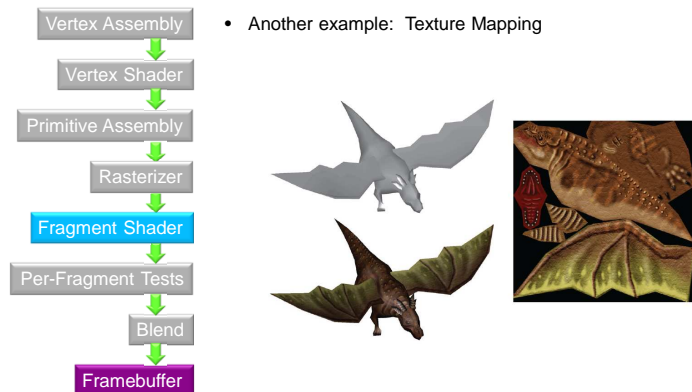 Vertex Assembly
Vertex Shader
Primitive Assembly
Rasterizer
Fragment Shader
Per-Fragment Tests
Blend
Framebuffer
• Another example: Texture Mapping